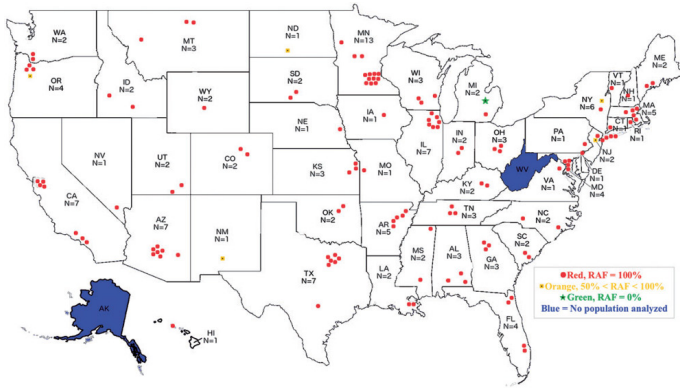 WA
N=2
MT
N=3
ND
N=1
MN
N=13
OR
N=4
ID
N=2
WY
N=2
SD
N=2
WI
N=3
MI
N=2
NY
N=6
VT
N=1
NH
N=1
ME
N=2
MA
N=5
CT
N=1
RI
N=1
NV
N=1
UT
N=2
CO
N=2
NE
N=1
IA
N=1
IL
N=7
IN
N=2
OH
N=3
PA
N=1
NJ
N=2
DE
N=1
MD
N=4
WV
VA
N=1
CA
N=7
AZ
N=7
NM
N=1
KS
N=3
MO
N=1
KY
N=2
OK
N=2
AR
N=5
TN
N=3
NC
N=2
SC
N=2
TX
N=7
LA
N=2
MS
N=2
AL
N=3
GA
N=3
FL
N=4
AK
HI
N=1
Red, RAF = 100%
Orange, 50% < RAF < 100%
Green, RAF = 0%
Blue = No population analyzed